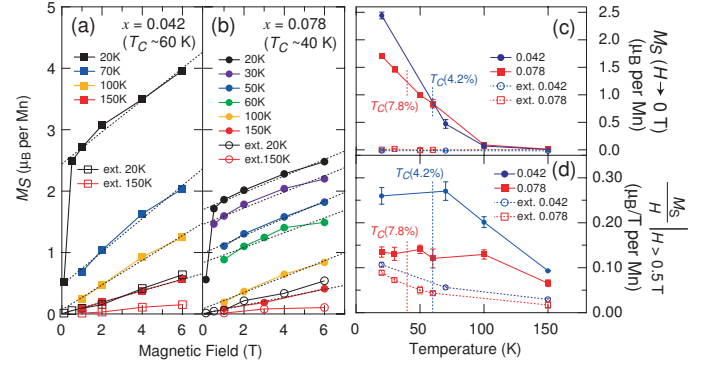 (a)
x = 0.042
(T_C ~60 K)
20K
70K
100K
150K
ext. 20K
ext. 150K
5
4
3
2
1
0
M_S (μ_B per Mn)
0 2 4 6
(b)
x = 0.078
(T_C ~40 K)
20K
30K
50K
60K
100K
150K
ext. 20K
ext.150K
0 2 4 6
Magnetic Field (T)
(c)
0.042
0.078
ext. 0.042
ext. 0.078
T_C(4.2%)
T_C(7.8%)
2.5
2.0
1.5
1.0
0.5
0.0
M_S (H→ 0 T)
(μB per Mn)
(d)
0.042
0.078
ext. 0.042
ext. 0.078
T_C(4.2%)
T_C(7.8%)
0.30
0.20
0.10
0.00
M_S
H
H > 0.5 T
(μB/T per Mn)
0 50 100 150
Temperature (K)